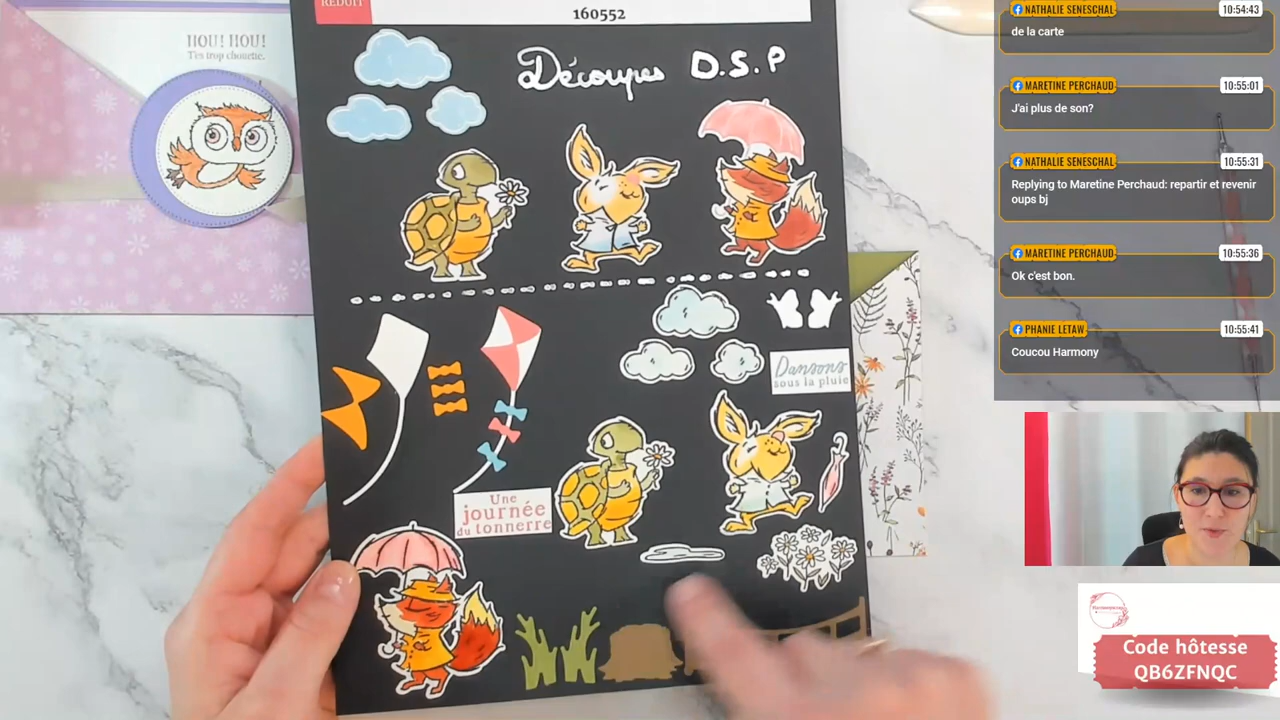 HOU! HOU!
T'es trop chouette.
RÉDUIT
160552
Découpes D.S.P
Dansons
sous la pluie
Une
journée
du tonnerre
NATHALIE SENESCHAL
10:54:43
de la carte
MARETINE PERCHAUD
10:55:01
J'ai plus de son?
NATHALIE SENESCHAL
10:55:31
Replying to Maretine Perchaud: repartir et revenir
oups bj
MARETINE PERCHAUD
10:55:36
Ok c'est bon.
PHANIE LETAW
10:55:41
Coucou Harmony
Code hôtesse
QB6ZFNQC